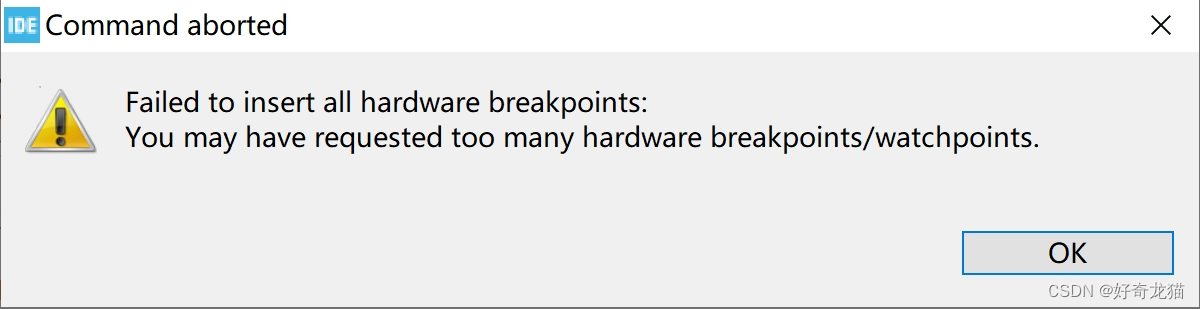 IDE Command aborted
Failed to insert all hardware breakpoints:
You may have requested too many hardware breakpoints/watchpoints.
OK
CSDN @好奇龙猫